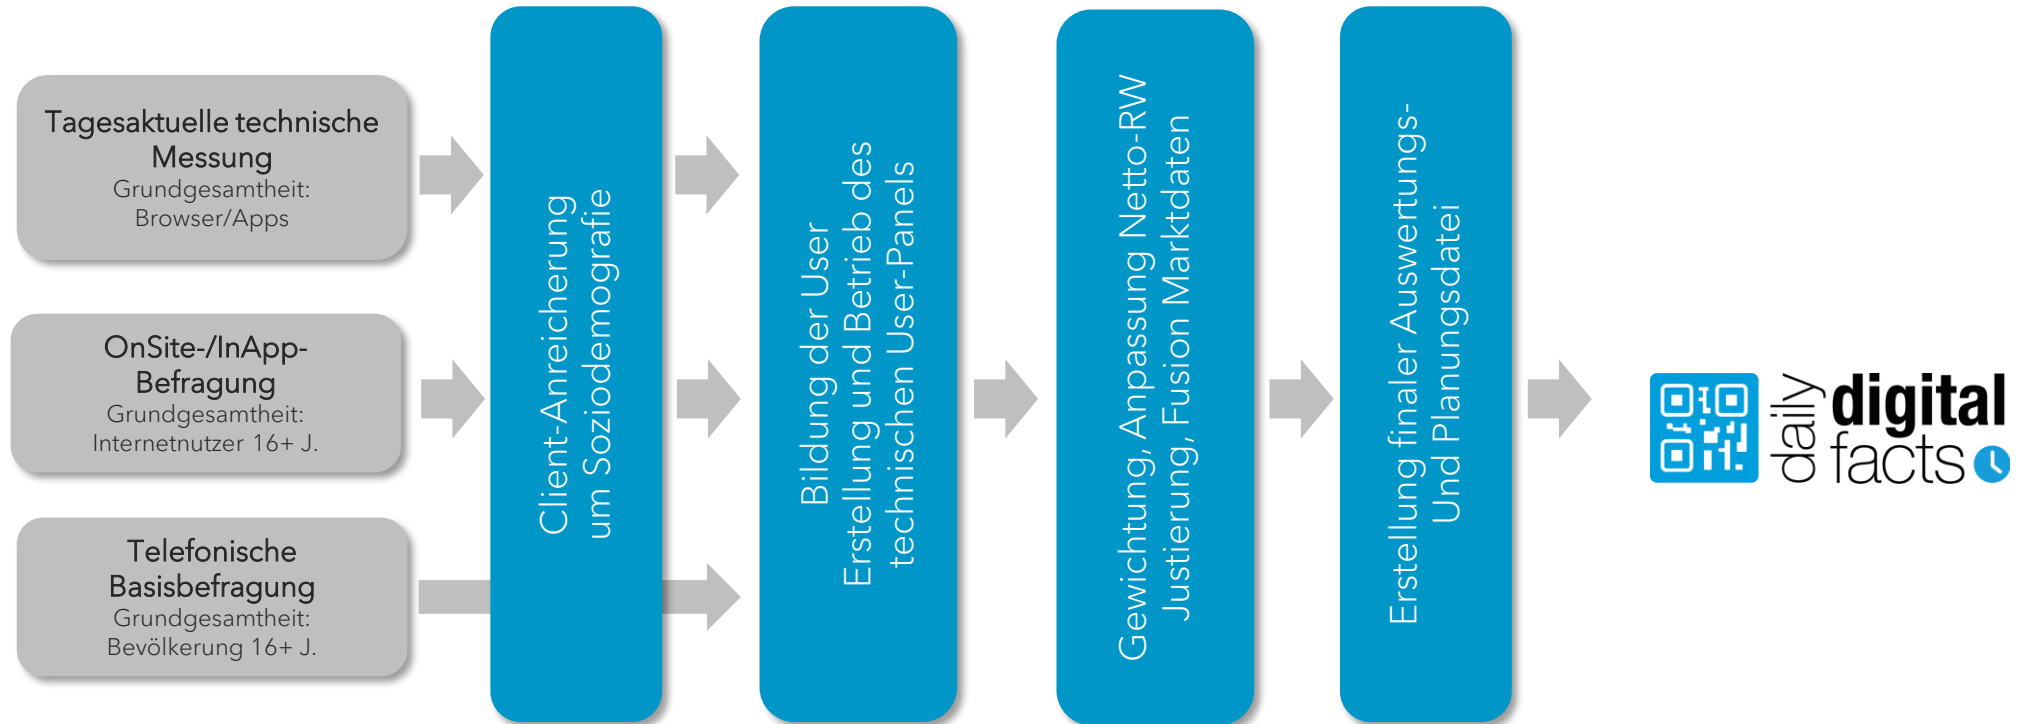 Tagesaktuelle technische
Messung
Grundgesamtheit:
Browser/Apps
OnSite-/InApp-
Befragung
Grundgesamtheit:
Internetnutzer 16+ J.
Telefonische
Basisbefragung
Grundgesamtheit:
Bevölkerung 16+ J.
Client-Anreicherung
um Soziodemografie
Bildung der User
Erstellung und Betrieb des
technischen User-Panels
Gewichtung, Anpassung Netto-RW
Justierung, Fusion Marktdaten
Erstellung finaler Auswertungs-
Und Planungsdatei
daily
digital
facts